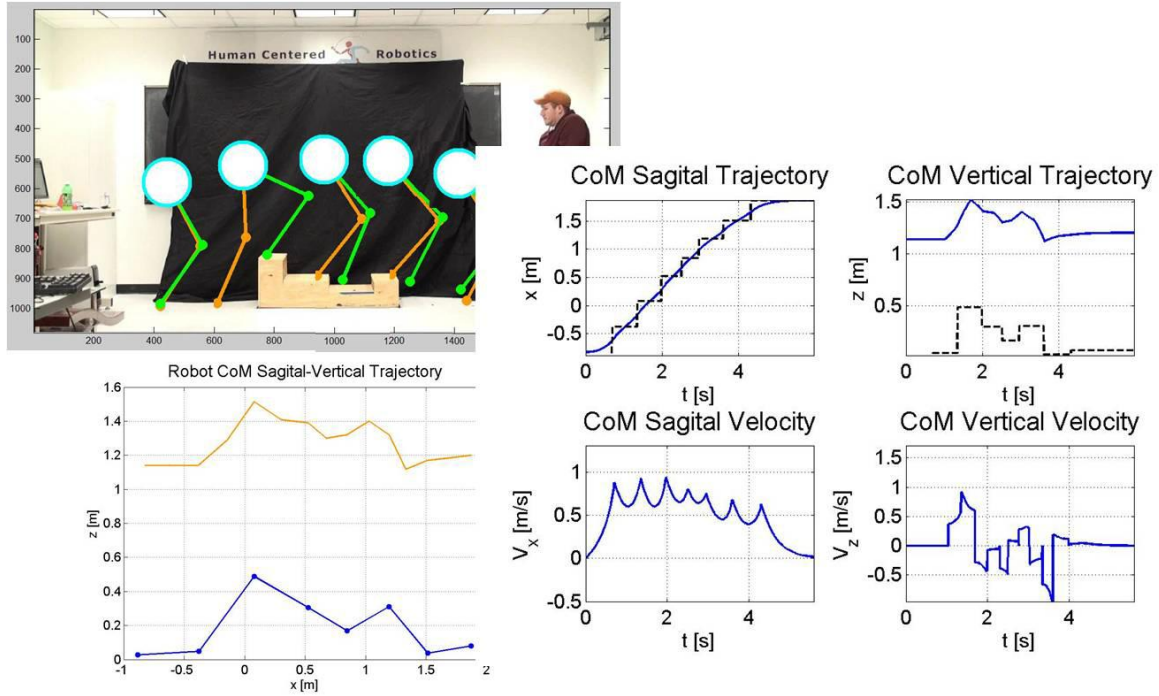 Human Centered Robotics
100
200
300
400
500
600
700
800
900
1000
200 400 600 800 1000 1200 1400
Robot CoM Sagital-Vertical Trajectory
1.6
1.4
1.2
1
0.8
0.6
0.4
0.2
0
z [m]
-1 -0.5 0 0.5 1 1.5 2
x [m]
CoM Sagital Trajectory
1.5
1
0.5
0
-0.5
x [m]
0 2 4
t [s]
CoM Vertical Trajectory
1.5
1
0.5
z [m]
0 2 4
t [s]
CoM Sagital Velocity
1
0.5
0
-0.5
Vx [m/s]
0 2 4
t [s]
CoM Vertical Velocity
1
0.5
0
-0.5
Vz [m/s]
0 2 4
t [s]